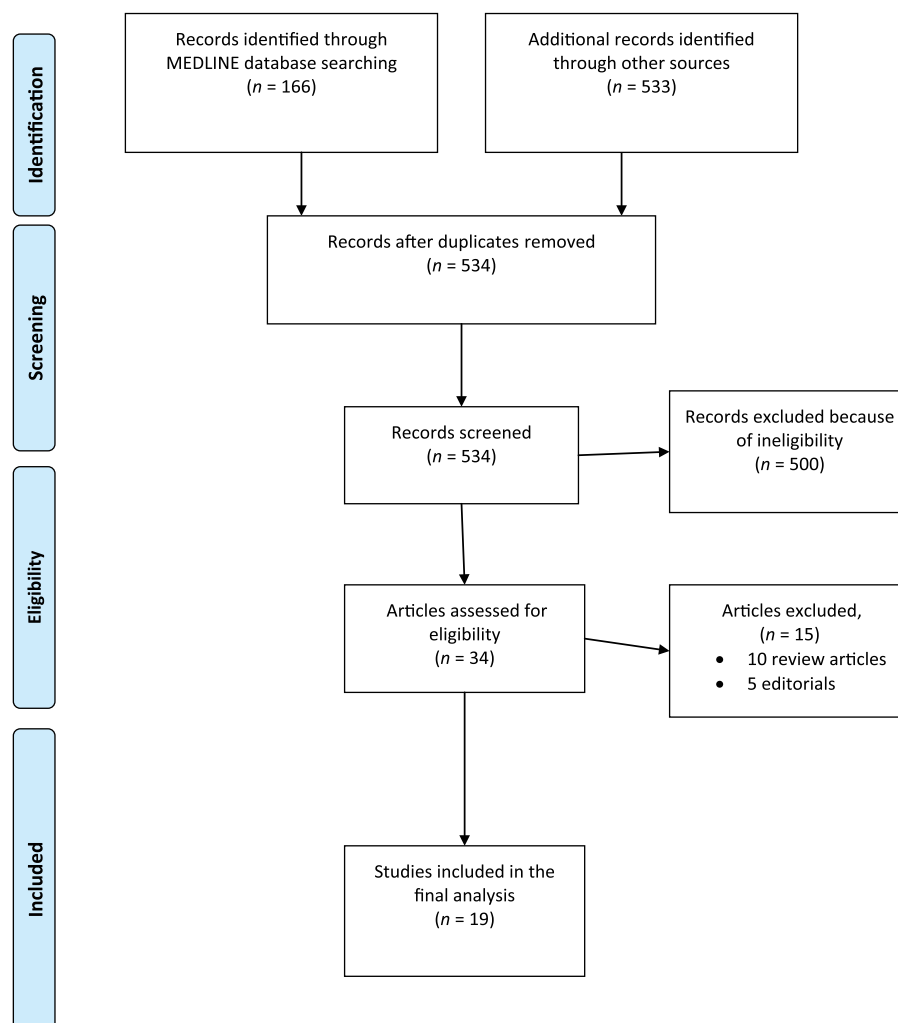 Identification
Records identified through
MEDLINE database searching
(n = 166)
Additional records identified
through other sources
(n = 533)
Screening
Records after duplicates removed
(n = 534)
Records screened
(n = 534)
Records excluded because
of ineligibility
(n = 500)
Eligibility
Articles assessed for
eligibility
(n = 34)
Articles excluded,
(n = 15)
• 10 review articles
• 5 editorials
Included
Studies included in the
final analysis
(n = 19)